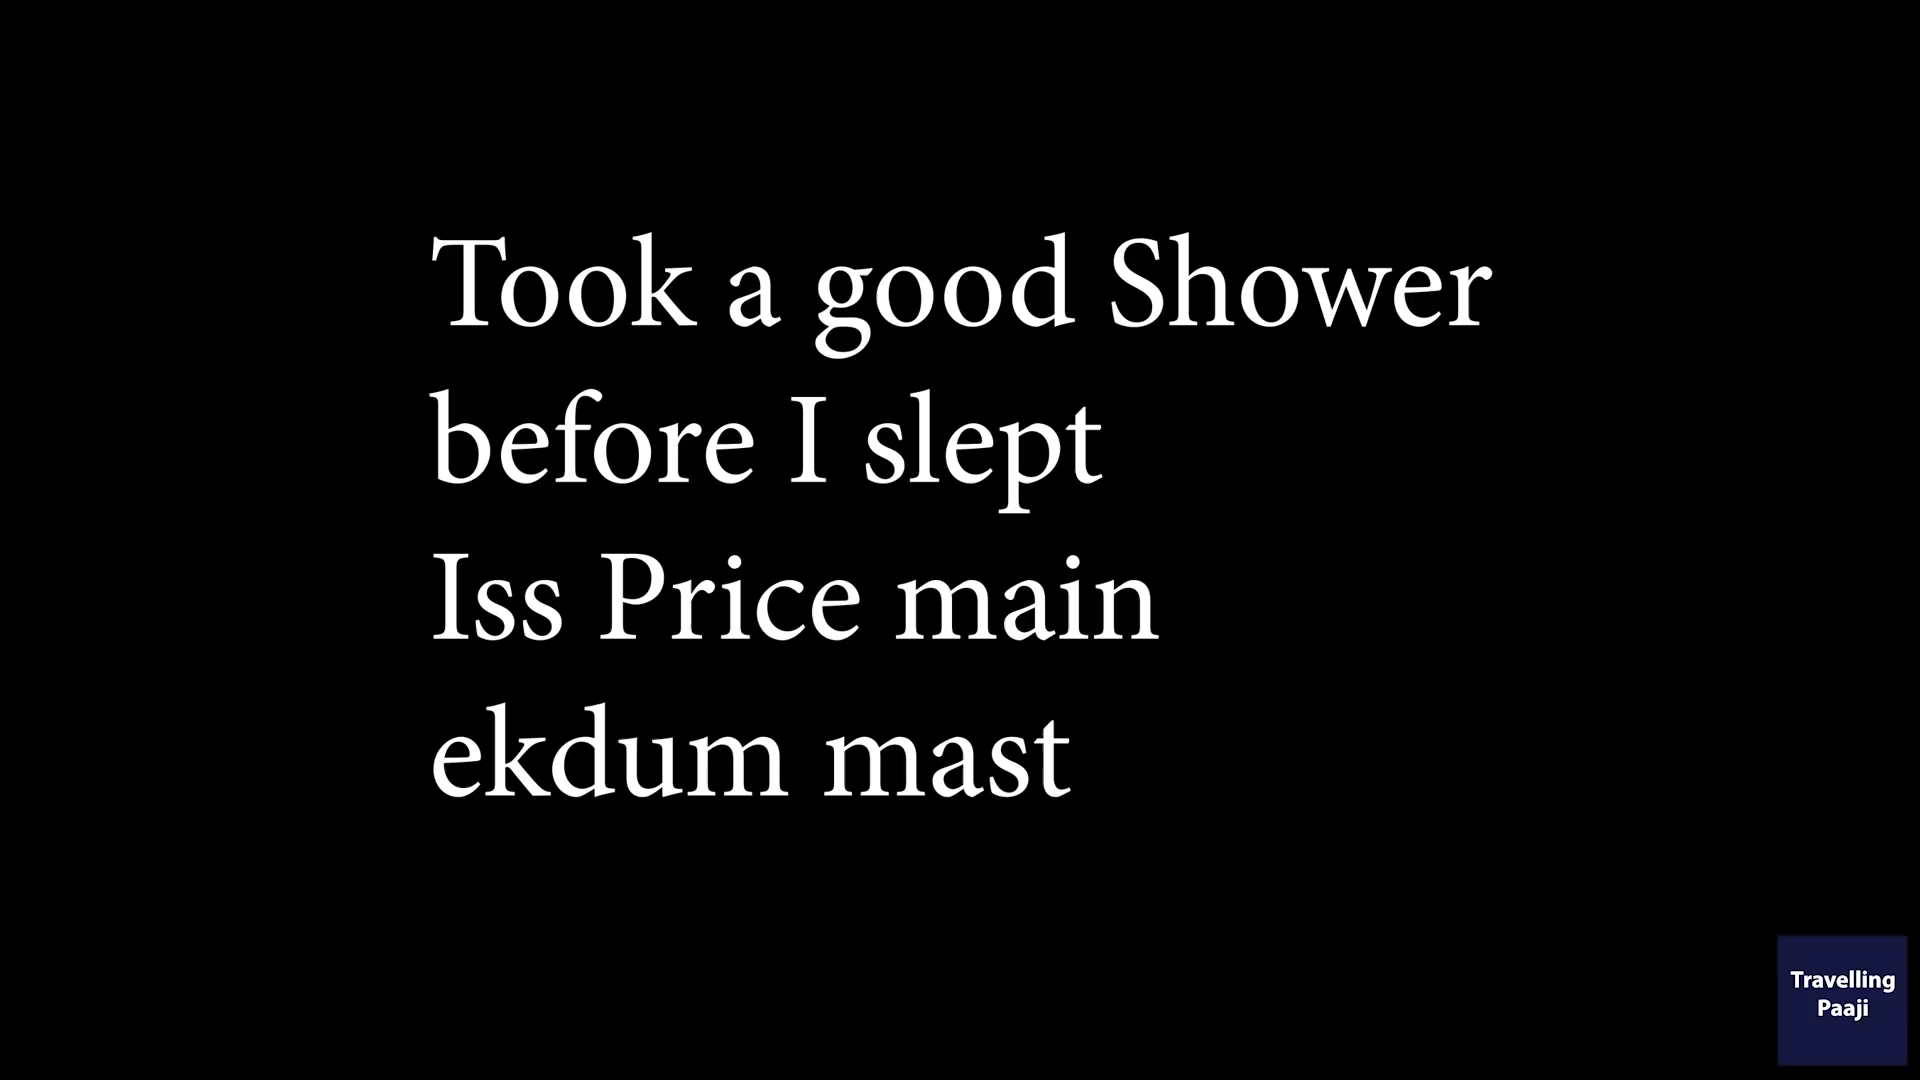 Took a good Shower
before I slept
Iss Price main
ekdum mast
Travelling
Paaji